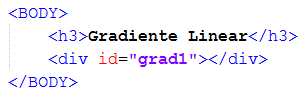 <BODY>
<h3>Gradiente Linear</h3>
<div id="grad1"></div>
</BODY>